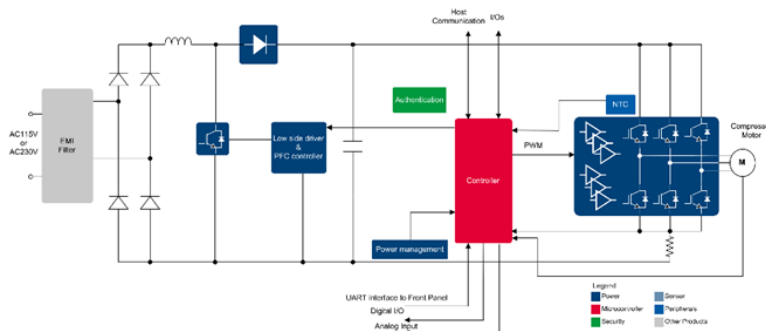 Host
Communication
I/Os
Authentication
NTC
AC115V
or
AC230V
EMI
Filter
Low side driver
&
PFC controller
Controller
PWM
Compresse
Motor
M
Power management
UART interface to Front Panel
Digital I/O
Analog Input
Legend
Power
Sensor
Microcontroller
Peripherals
Security
Other Products